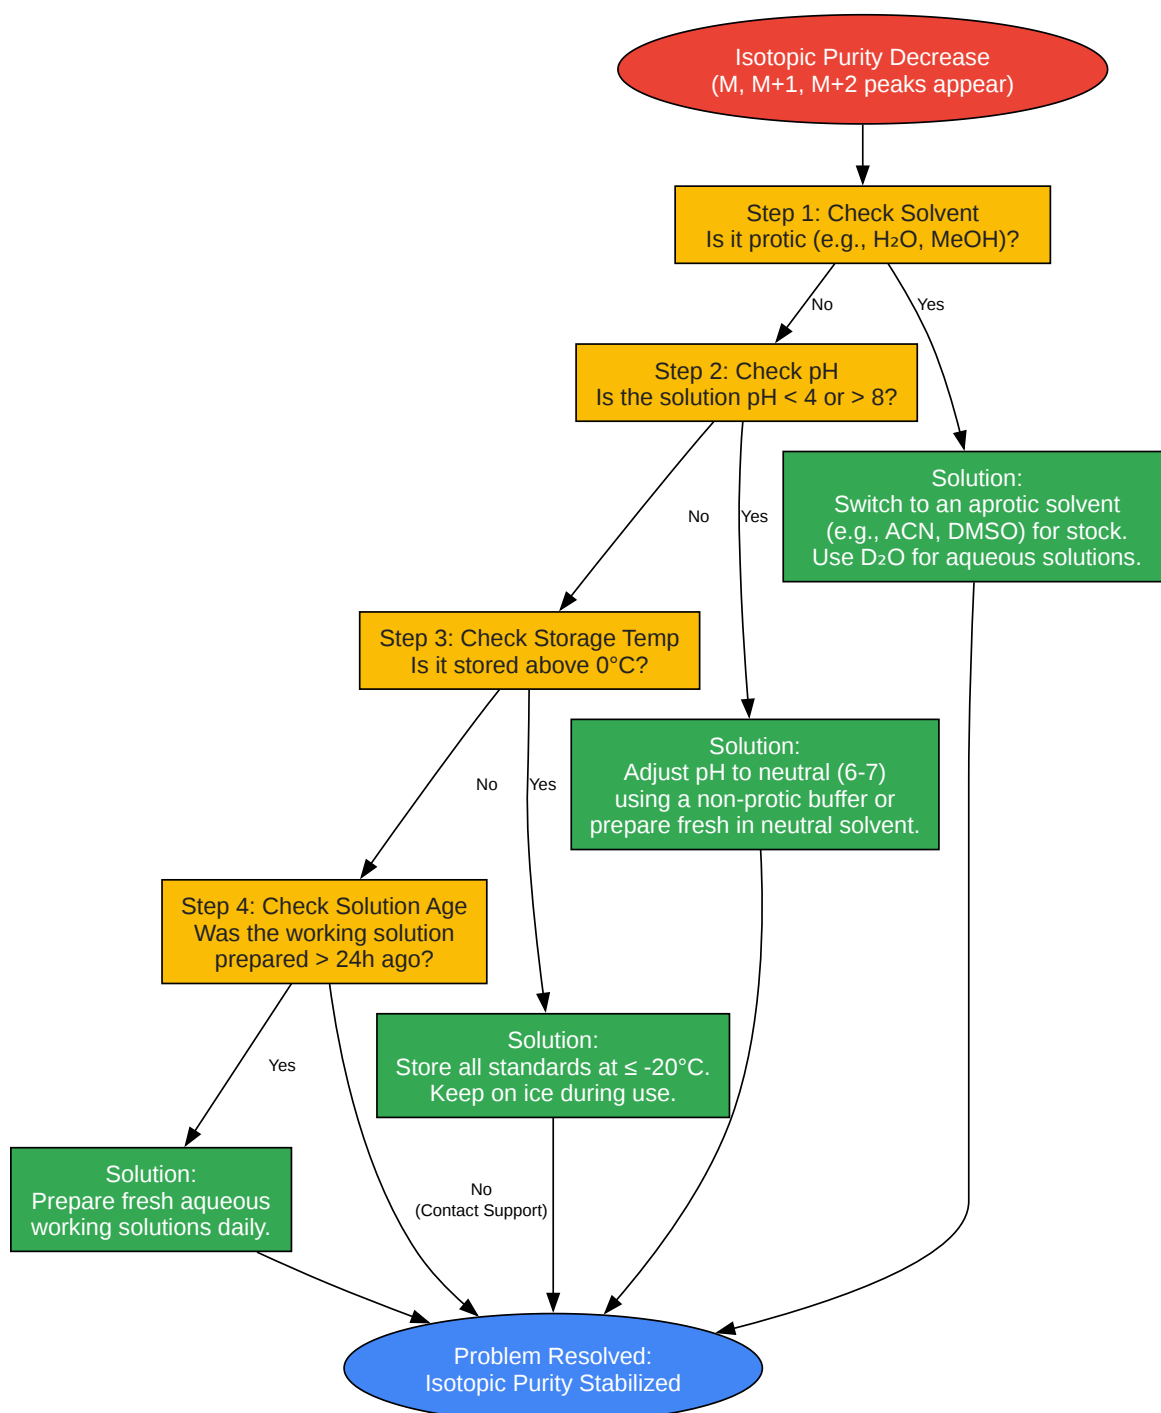 Isotopic Purity Decrease
(M, M+1, M+2 peaks appear)
Step 1: Check Solvent
Is it protic (e.g., H₂O, MeOH)?
No
Yes
Step 2: Check pH
Is the solution pH < 4 or > 8?
Solution:
Switch to an aprotic solvent
(e.g., ACN, DMSO) for stock.
Use D₂O for aqueous solutions.
No
Yes
Step 3: Check Storage Temp
Is it stored above 0°C?
Solution:
Adjust pH to neutral (6-7)
using a non-protic buffer or
prepare fresh in neutral solvent.
No
Yes
Step 4: Check Solution Age
Was the working solution
prepared > 24h ago?
Solution:
Store all standards at ≤ -20°C.
Keep on ice during use.
Yes
Solution:
Prepare fresh aqueous
working solutions daily.
No
(Contact Support)
Problem Resolved:
Isotopic Purity Stabilized